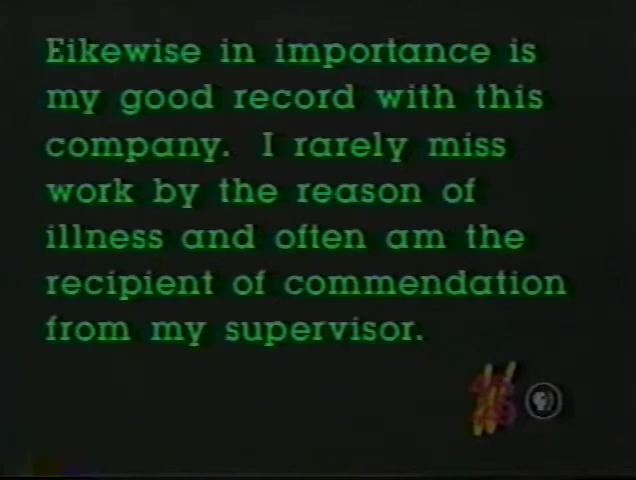 Eikewise in importance is
my good record with this
company. I rarely miss
work by the reason of
illness and often am the
recipient of commendation
from my supervisor.